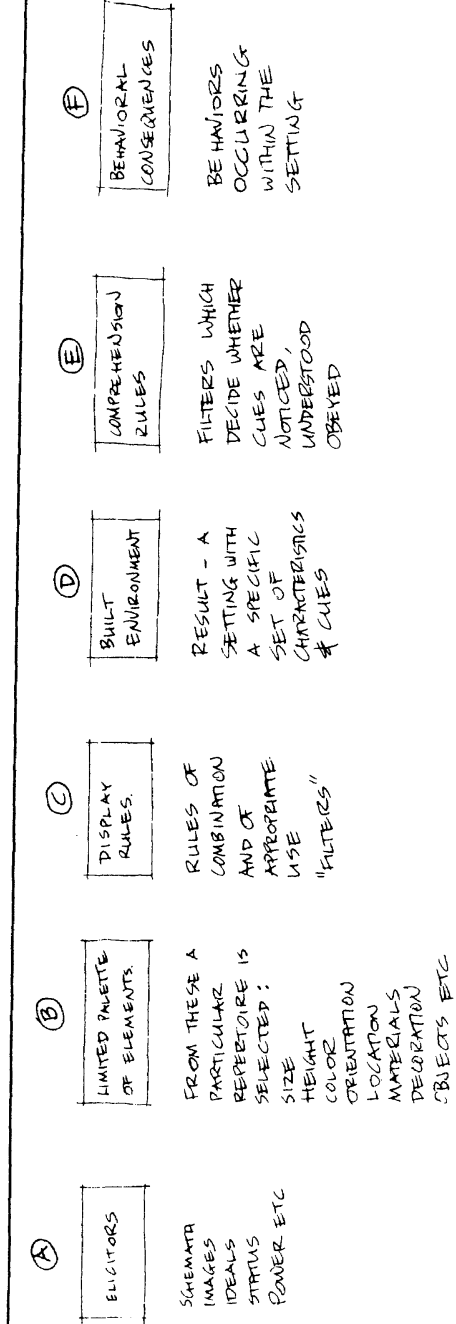 A
ELICITORS
SCHEMATA
IMAGES
IDEALS
STATUS
POWER ETC
B
LIMITED PALETTE
OF ELEMENTS.
FROM THESE A
PARTICULAR
REPERTOIRE IS
SELECTED:
SIZE
HEIGHT
COLOR
ORIENTATION
LOCATION
MATERIALS
DECORATION
OBJECTS ETC
C
DISPLAY
RULES.
RULES OF
COMBINATION
AND OF
APPROPRIATE
USE
"FILTERS"
D
BUILT
ENVIRONMENT
RESULT - A
SETTING WITH
A SPECIFIC
SET OF
CHARACTERISTICS
& CUES
E
COMPREHENSION
RULES
FILTERS WHICH
DECIDE WHETHER
CUES ARE
NOTICED,
UNDERSTOOD
OBEYED
F
BEHAVIORAL
CONSEQUENCES
BEHAVIORS
OCCURRING
WITHIN THE
SETTING